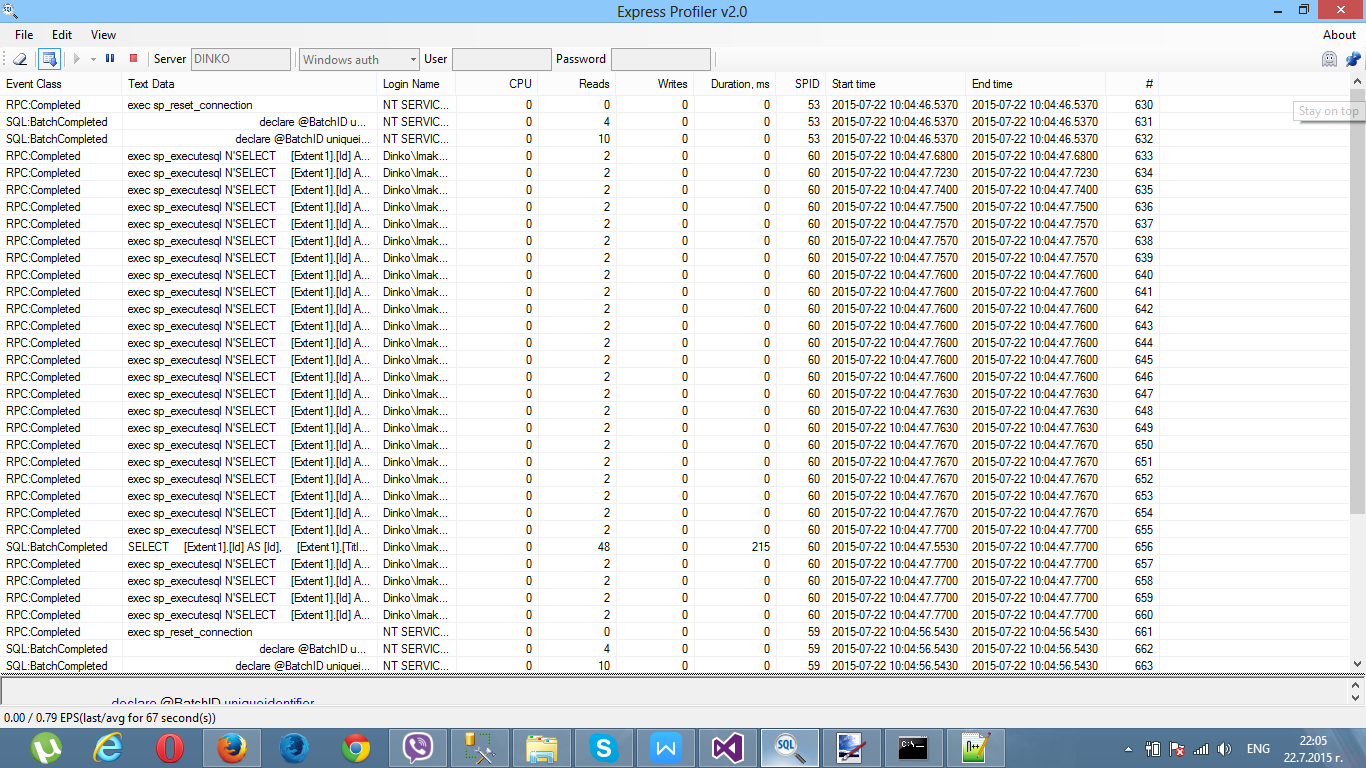 Express Profiler v2.0
File Edit View About
Server DINKO Windows auth User Password
Event Class Text Data Login Name CPU Reads Writes Duration, ms SPID Start time End time #
RPC:Completed exec sp_reset_connection NT SERVIC... 0 0 0 0 53 2015-07-22 10:04:46.5370 2015-07-22 10:04:46.5370 630
Stay on top
SQL:BatchCompleted declare @BatchID u... NT SERVIC... 0 4 0 0 53 2015-07-22 10:04:46.5370 2015-07-22 10:04:46.5370 631
SQL:BatchCompleted declare @BatchID uniquei... NT SERVIC... 0 10 0 0 53 2015-07-22 10:04:46.5370 2015-07-22 10:04:46.5370 632
RPC:Completed exec sp_executesql N'SELECT [Extent1].[Id] A... Dinko\Imak... 0 2 0 0 60 2015-07-22 10:04:47.6800 2015-07-22 10:04:47.6800 633
RPC:Completed exec sp_executesql N'SELECT [Extent1].[Id] A... Dinko\Imak... 0 2 0 0 60 2015-07-22 10:04:47.7230 2015-07-22 10:04:47.7230 634
RPC:Completed exec sp_executesql N'SELECT [Extent1].[Id] A... Dinko\Imak... 0 2 0 0 60 2015-07-22 10:04:47.7400 2015-07-22 10:04:47.7400 635
RPC:Completed exec sp_executesql N'SELECT [Extent1].[Id] A... Dinko\Imak... 0 2 0 0 60 2015-07-22 10:04:47.7500 2015-07-22 10:04:47.7500 636
RPC:Completed exec sp_executesql N'SELECT [Extent1].[Id] A... Dinko\Imak... 0 2 0 0 60 2015-07-22 10:04:47.7570 2015-07-22 10:04:47.7570 637
RPC:Completed exec sp_executesql N'SELECT [Extent1].[Id] A... Dinko\Imak... 0 2 0 0 60 2015-07-22 10:04:47.7570 2015-07-22 10:04:47.7570 638
RPC:Completed exec sp_executesql N'SELECT [Extent1].[Id] A... Dinko\Imak... 0 2 0 0 60 2015-07-22 10:04:47.7570 2015-07-22 10:04:47.7570 639
RPC:Completed exec sp_executesql N'SELECT [Extent1].[Id] A... Dinko\Imak... 0 2 0 0 60 2015-07-22 10:04:47.7600 2015-07-22 10:04:47.7600 640
RPC:Completed exec sp_executesql N'SELECT [Extent1].[Id] A... Dinko\Imak... 0 2 0 0 60 2015-07-22 10:04:47.7600 2015-07-22 10:04:47.7600 641
RPC:Completed exec sp_executesql N'SELECT [Extent1].[Id] A... Dinko\Imak... 0 2 0 0 60 2015-07-22 10:04:47.7600 2015-07-22 10:04:47.7600 642
RPC:Completed exec sp_executesql N'SELECT [Extent1].[Id] A... Dinko\Imak... 0 2 0 0 60 2015-07-22 10:04:47.7600 2015-07-22 10:04:47.7600 643
RPC:Completed exec sp_executesql N'SELECT [Extent1].[Id] A... Dinko\Imak... 0 2 0 0 60 2015-07-22 10:04:47.7600 2015-07-22 10:04:47.7600 644
RPC:Completed exec sp_executesql N'SELECT [Extent1].[Id] A... Dinko\Imak... 0 2 0 0 60 2015-07-22 10:04:47.7600 2015-07-22 10:04:47.7600 645
RPC:Completed exec sp_executesql N'SELECT [Extent1].[Id] A... Dinko\Imak... 0 2 0 0 60 2015-07-22 10:04:47.7600 2015-07-22 10:04:47.7600 646
RPC:Completed exec sp_executesql N'SELECT [Extent1].[Id] A... Dinko\Imak... 0 2 0 0 60 2015-07-22 10:04:47.7630 2015-07-22 10:04:47.7630 647
RPC:Completed exec sp_executesql N'SELECT [Extent1].[Id] A... Dinko\Imak... 0 2 0 0 60 2015-07-22 10:04:47.7630 2015-07-22 10:04:47.7630 648
RPC:Completed exec sp_executesql N'SELECT [Extent1].[Id] A... Dinko\Imak... 0 2 0 0 60 2015-07-22 10:04:47.7630 2015-07-22 10:04:47.7630 649
RPC:Completed exec sp_executesql N'SELECT [Extent1].[Id] A... Dinko\Imak... 0 2 0 0 60 2015-07-22 10:04:47.7670 2015-07-22 10:04:47.7670 650
RPC:Completed exec sp_executesql N'SELECT [Extent1].[Id] A... Dinko\Imak... 0 2 0 0 60 2015-07-22 10:04:47.7670 2015-07-22 10:04:47.7670 651
RPC:Completed exec sp_executesql N'SELECT [Extent1].[Id] A... Dinko\Imak... 0 2 0 0 60 2015-07-22 10:04:47.7670 2015-07-22 10:04:47.7670 652
RPC:Completed exec sp_executesql N'SELECT [Extent1].[Id] A... Dinko\Imak... 0 2 0 0 60 2015-07-22 10:04:47.7670 2015-07-22 10:04:47.7670 653
RPC:Completed exec sp_executesql N'SELECT [Extent1].[Id] A... Dinko\Imak... 0 2 0 0 60 2015-07-22 10:04:47.7670 2015-07-22 10:04:47.7670 654
RPC:Completed exec sp_executesql N'SELECT [Extent1].[Id] A... Dinko\Imak... 0 2 0 0 60 2015-07-22 10:04:47.7700 2015-07-22 10:04:47.7700 655
SQL:BatchCompleted SELECT [Extent1].[Id] AS [Id], [Extent1].[Titl... Dinko\Imak... 0 48 0 215 60 2015-07-22 10:04:47.5530 2015-07-22 10:04:47.7700 656
RPC:Completed exec sp_executesql N'SELECT [Extent1].[Id] A... Dinko\Imak... 0 2 0 0 60 2015-07-22 10:04:47.7700 2015-07-22 10:04:47.7700 657
RPC:Completed exec sp_executesql N'SELECT [Extent1].[Id] A... Dinko\Imak... 0 2 0 0 60 2015-07-22 10:04:47.7700 2015-07-22 10:04:47.7700 658
RPC:Completed exec sp_executesql N'SELECT [Extent1].[Id] A... Dinko\Imak... 0 2 0 0 60 2015-07-22 10:04:47.7700 2015-07-22 10:04:47.7700 659
RPC:Completed exec sp_executesql N'SELECT [Extent1].[Id] A... Dinko\Imak... 0 2 0 0 60 2015-07-22 10:04:47.7700 2015-07-22 10:04:47.7700 660
RPC:Completed exec sp_reset_connection NT SERVIC... 0 0 0 0 59 2015-07-22 10:04:56.5430 2015-07-22 10:04:56.5430 661
SQL:BatchCompleted declare @BatchID u... NT SERVIC... 0 4 0 0 59 2015-07-22 10:04:56.5430 2015-07-22 10:04:56.5430 662
SQL:BatchCompleted declare @BatchID uniquei... NT SERVIC... 0 10 0 0 59 2015-07-22 10:04:56.5430 2015-07-22 10:04:56.5430 663
declare @BatchID uniqueidentifier
0.00 / 0.79 EPS(last/avg for 67 second(s))
SQL
C:\
ENG
22:05
22.7.2015 г.